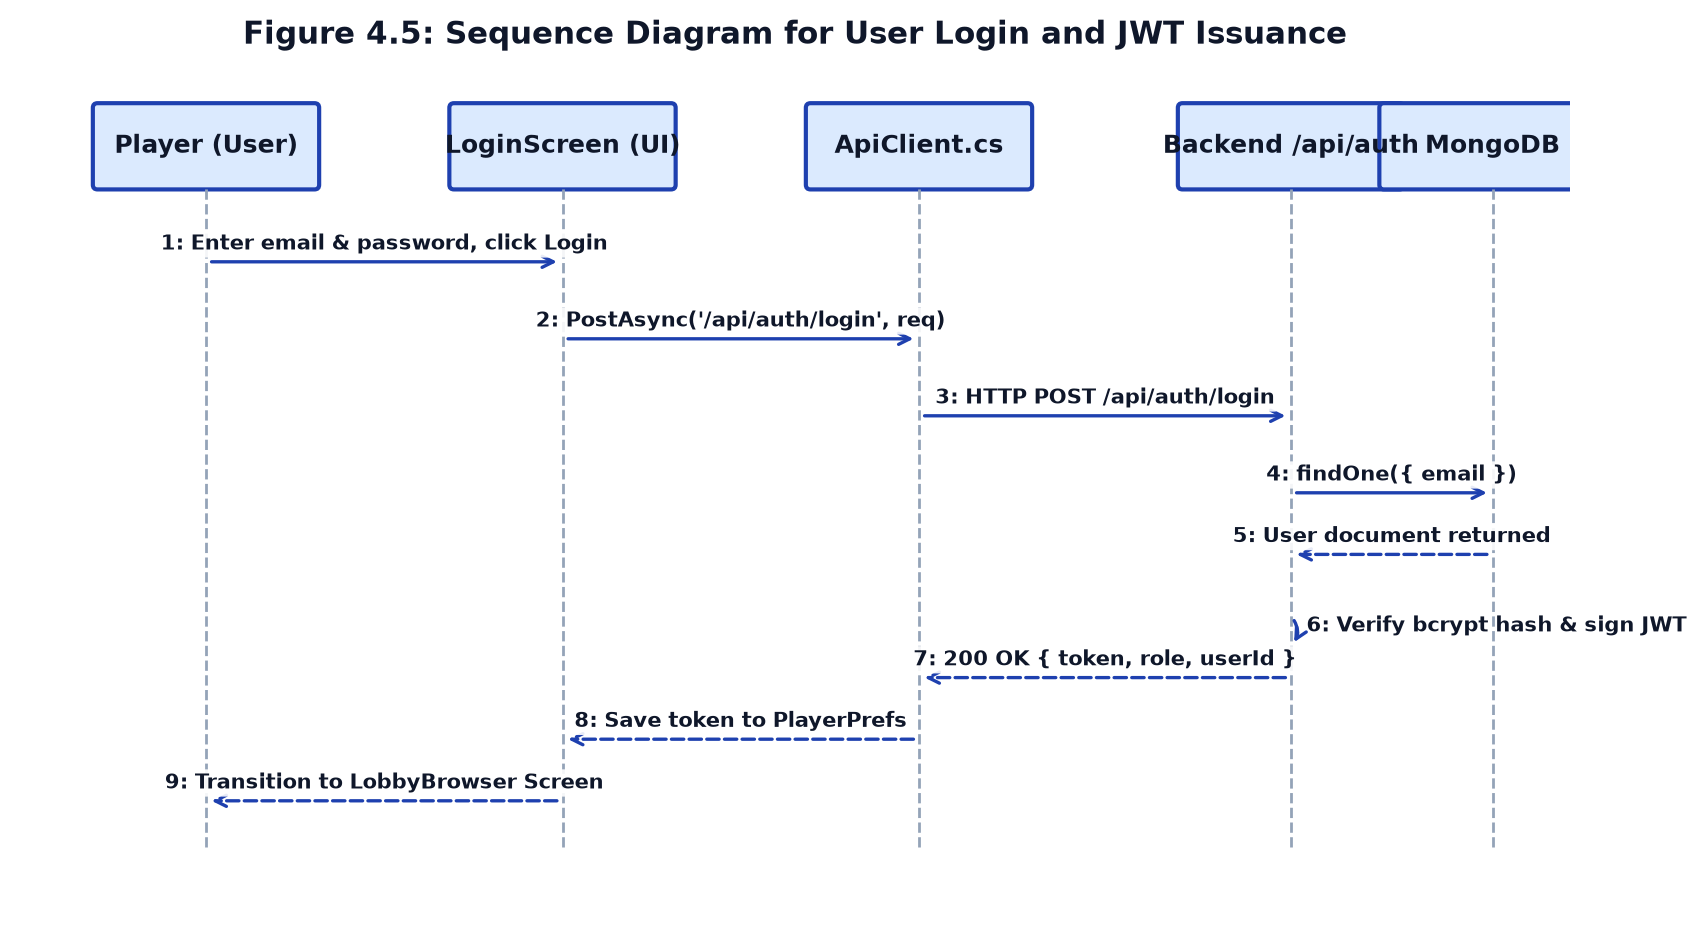 Figure 4.5: Sequence Diagram for User Login and JWT Issuance
Player (User)
LoginScreen (UI)
ApiClient.cs
Backend /api/auth
MongoDB
1: Enter email & password, click Login
2: PostAsync('/api/auth/login', req)
3: HTTP POST /api/auth/login
4: findOne({ email })
5: User document returned
6: Verify bcrypt hash & sign JWT
7: 200 OK { token, role, userId }
8: Save token to PlayerPrefs
9: Transition to LobbyBrowser Screen